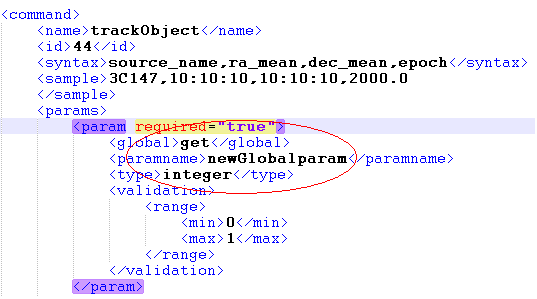 <command>
<name>trackObject</name>
<id>44</id>
<syntax>source_name,ra_mean,dec_mean,epoch</syntax>
<sample>3C147,10:10:10,10:10:10,2000.0
</sample>
<params>
<param required="true">
<global>get</global>
<paramname>newGlobalparam</paramname>
<type>integer</type>
<validation>
<range>
<min>0</min>
<max>1</max>
</range>
</validation>
</param>